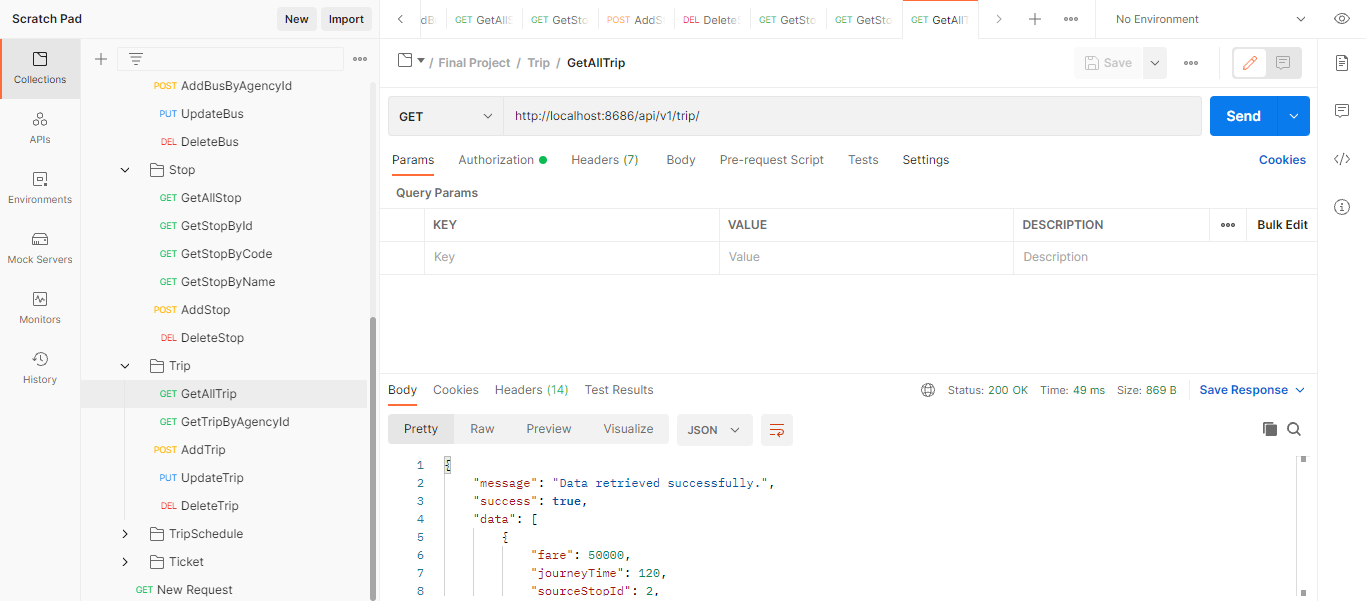 Scratch Pad
New
Import
GET GetAllS
GET GetSto
POST AddS
DEL Delete
GET GetSto
GET GetSto
GET GetAllT
No Environment
Collections
APIs
Environments
Mock Servers
Monitors
History
POST AddBusByAgencyId
PUT UpdateBus
DEL DeleteBus
Stop
GET GetAllStop
GET GetStopById
GET GetStopByCode
GET GetStopByName
POST AddStop
DEL DeleteStop
Trip
GET GetAllTrip
GET GetTripByAgencyId
POST AddTrip
PUT UpdateTrip
DEL DeleteTrip
TripSchedule
Ticket
GET New Request
/ Final Project / Trip / GetAllTrip
Save
GET
http://localhost:8686/api/v1/trip/
Send
Params Authorization Headers (7) Body Pre-request Script Tests Settings Cookies
Query Params
KEY VALUE DESCRIPTION Bulk Edit
Key Value Description
Body Cookies Headers (14) Test Results
Status: 200 OK Time: 49 ms Size: 869 B Save Response
Pretty Raw Preview Visualize JSON
1 {
2 "message": "Data retrieved successfully.",
3 "success": true,
4 "data": [
5 {
6 "fare": 50000,
7 "journeyTime": 120,
8 "sourceStopId": 2,